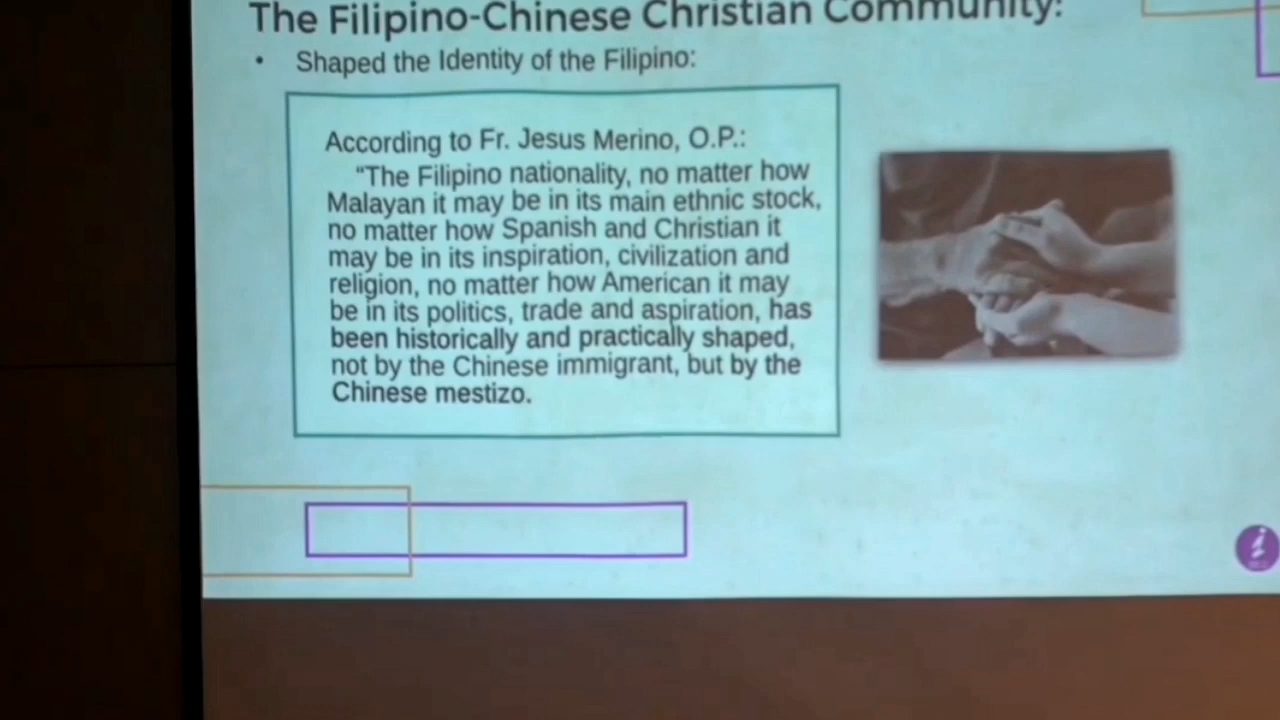 The Filipino-Chinese Christian Community:
• Shaped the Identity of the Filipino:
According to Fr. Jesus Merino, O.P.:
“The Filipino nationality, no matter how
Malayan it may be in its main ethnic stock,
no matter how Spanish and Christian it
may be in its inspiration, civilization and
religion, no matter how American it may
be in its politics, trade and aspiration, has
been historically and practically shaped,
not by the Chinese immigrant, but by the
Chinese mestizo.